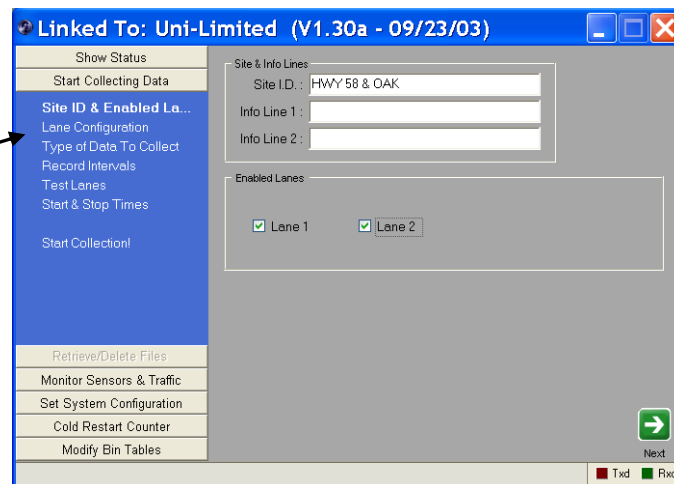 Linked To: Uni-Limited (V1.30a - 09/23/03)
Show Status
Start Collecting Data
Site ID & Enabled La...
Lane Configuration
Type of Data To Collect
Record Intervals
Test Lanes
Start & Stop Times
Start Collection!
Retrieve/Delete Files
Monitor Sensors & Traffic
Set System Configuration
Cold Restart Counter
Modify Bin Tables
Site & Info Lines
Site I.D. : HWY 58 & OAK
Info Line 1 :
Info Line 2 :
Enabled Lanes
Lane 1 Lane 2
Next
Txd Rxd